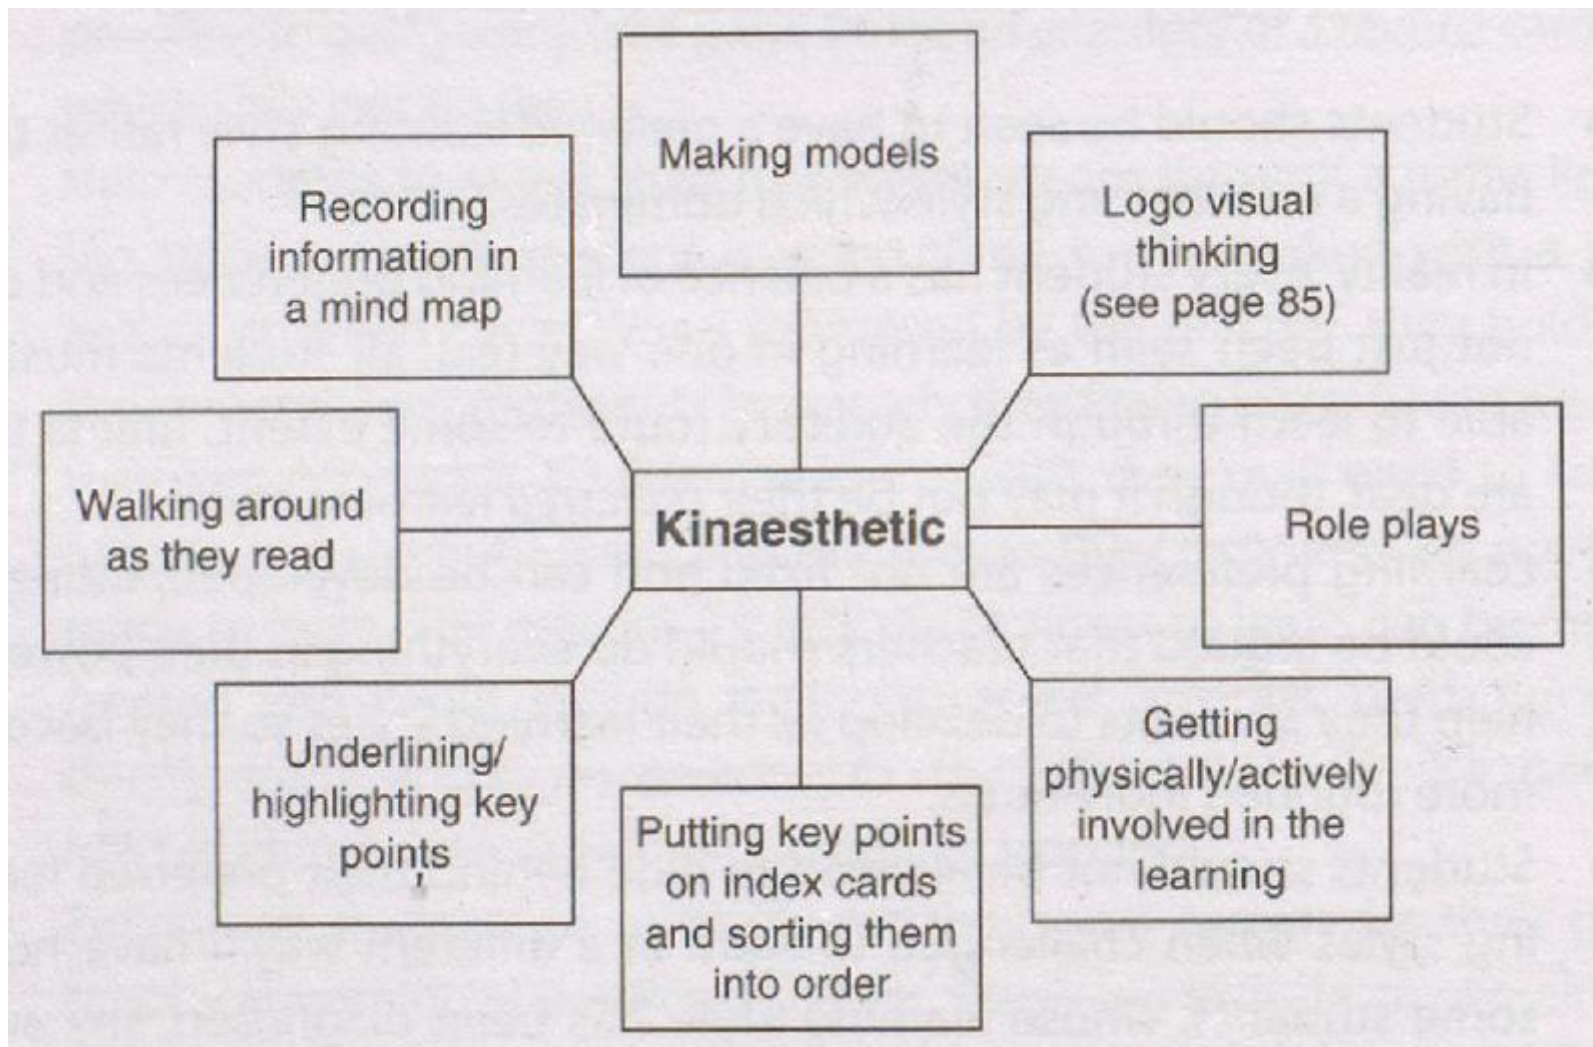 Making models
Recording
information in
a mind map
Logo visual
thinking
(see page 85)
Walking around
as they read
Kinaesthetic
Role plays
Underlining/
highlighting key
points
Putting key points
on index cards
and sorting them
into order
Getting
physically/actively
involved in the
learning